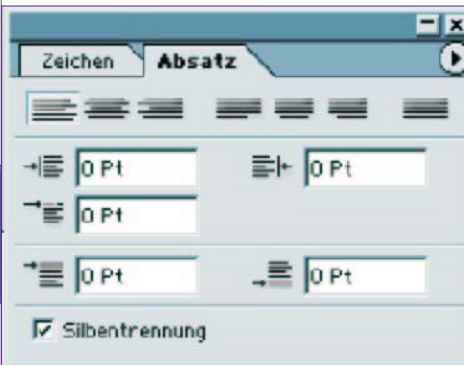 Zeichen Absatz
0 Pt 0 Pt
0 Pt
0 Pt 0 Pt
Silbentrennung